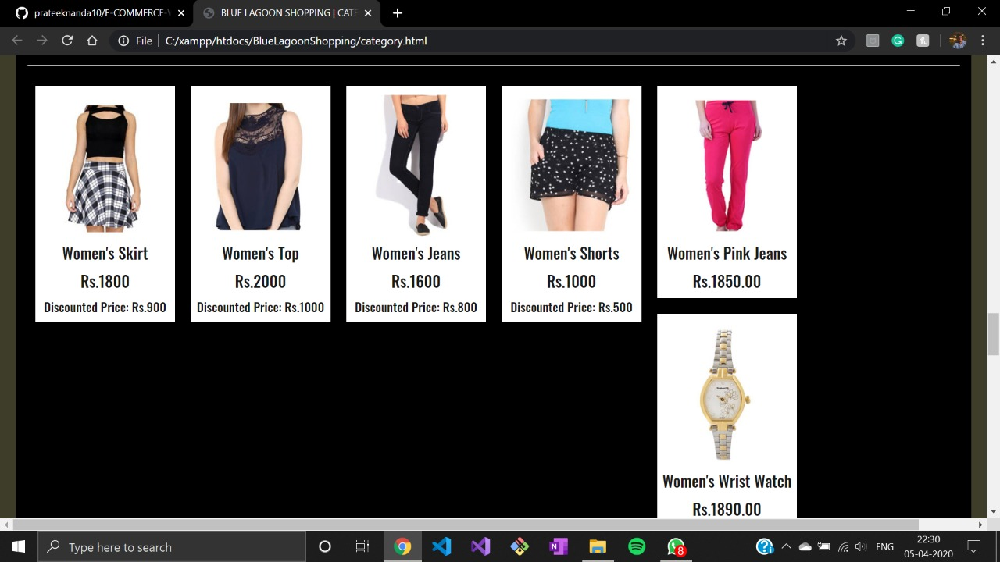 prateeknanda10/E-COMMERCE-
BLUE LAGOON SHOPPING | CATE
File
C:/xampp/htdocs/BlueLagoonShopping/category.html
Women's Skirt
Rs.1800
Discounted Price: Rs.900
Women's Top
Rs.2000
Discounted Price: Rs.1000
Women's Jeans
Rs.1600
Discounted Price: Rs.800
Women's Shorts
Rs.1000
Discounted Price: Rs.500
Women's Pink Jeans
Rs.1850.00
Women's Wrist Watch
Rs.1890.00
Type here to search
8
ENG
22:30
05-04-2020